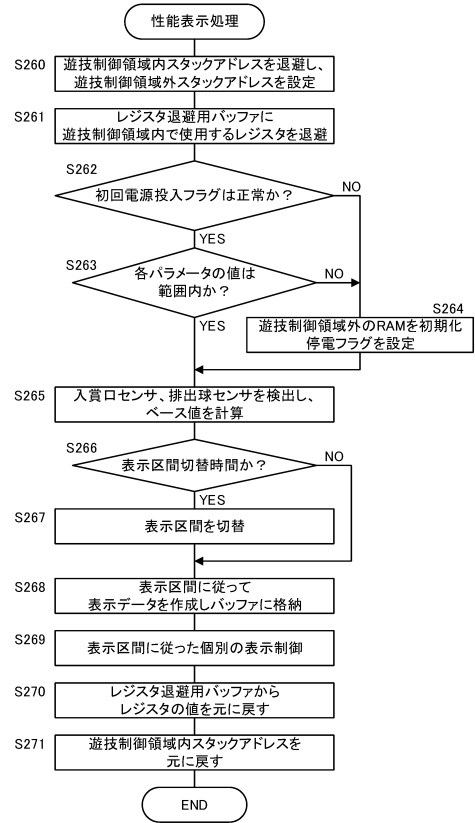 性能表示処理
S260
遊技制御領域内スタックアドレスを退避し、
遊技制御領域外スタックアドレスを設定
S261
レジスタ退避用バッファに
遊技制御領域内で使用するレジスタを退避
S262
初回電源投入フラグは正常か？
NO
YES
S263
各パラメータの値は
範囲内か？
NO
YES
S264
遊技制御領域外のRAMを初期化
停電フラグを設定
S265
入賞口センサ、排出球センサを検出し、
ベース値を計算
S266
表示区間切替時間か？
NO
YES
S267
表示区間を切替
S268
表示区間に従って
表示データを作成しバッファに格納
S269
表示区間に従った個別の表示制御
S270
レジスタ退避用バッファから
レジスタの値を元に戻す
S271
遊技制御領域内スタックアドレスを
元に戻す
END